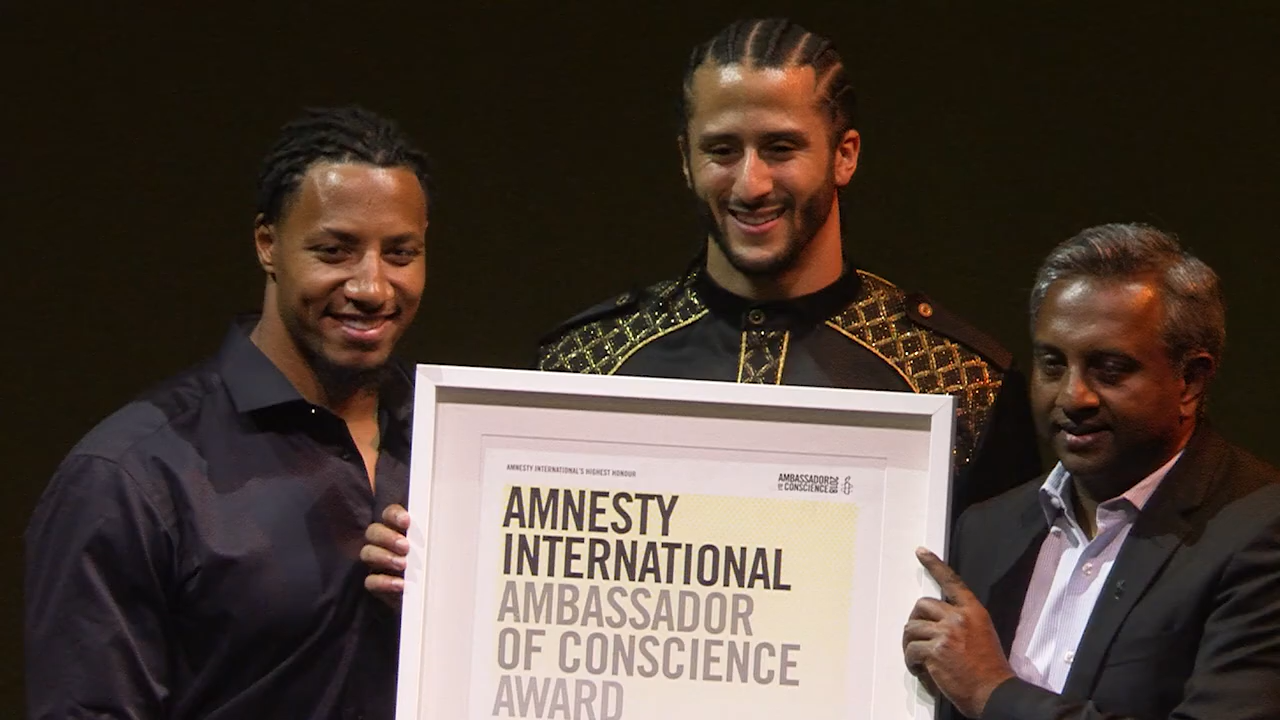 AMNESTY INTERNATIONAL'S HIGHEST HONOUR
AMBASSADOR
OF CONSCIENCE
AMNESTY
INTERNATIONAL
AMBASSADOR
OF CONSCIENCE
AWARD